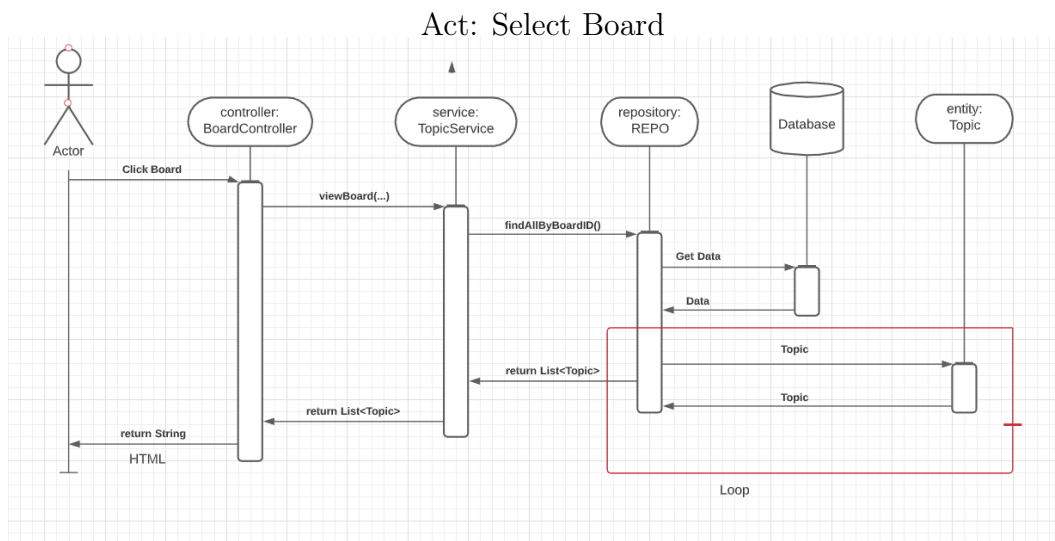 Act: Select Board
controller:
BoardController
service:
TopicService
repository:
REPO
Database
entity:
Topic
Actor
Click Board
viewBoard(...)
findAllByBoardID()
Get Data
Data
Topic
return List<Topic>
Topic
return List<Topic>
return String
HTML
Loop